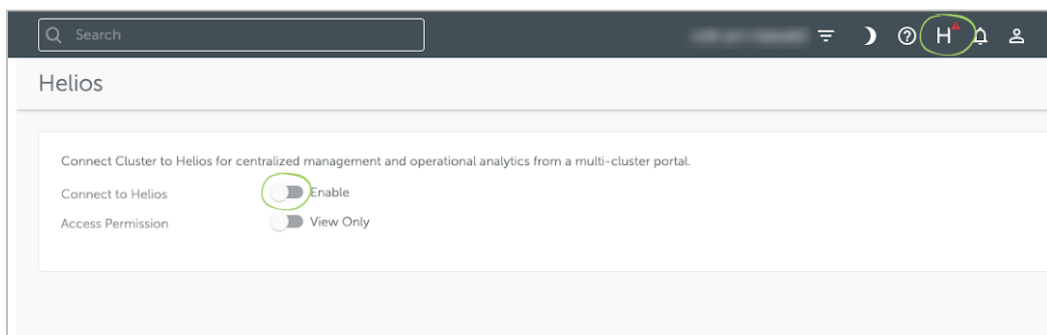 Search
H
Helios
Connect Cluster to Helios for centralized management and operational analytics from a multi-cluster portal.
Connect to Helios Enable
Access Permission View Only